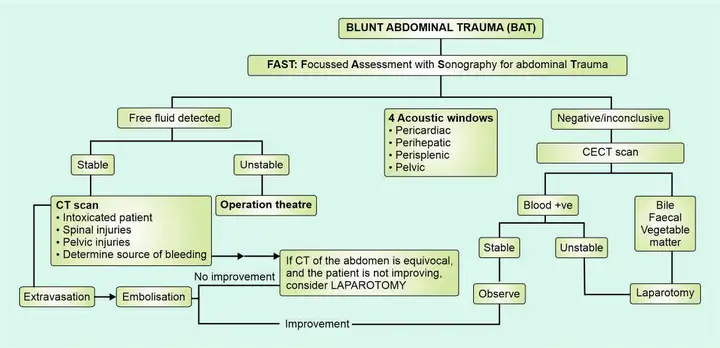 BLUNT ABDOMINAL TRAUMA (BAT)
FAST: Focussed Assessment with Sonography for abdominal Trauma
Free fluid detected
4 Acoustic windows
• Pericardiac
• Perihepatic
• Perisplenic
• Pelvic
Negative/inconclusive
CECT scan
Stable
Unstable
CT scan
• Intoxicated patient
• Spinal injuries
• Pelvic injuries
• Determine source of bleeding
Operation theatre
Blood +ve
Bile
Faecal
Vegetable
matter
Stable
Unstable
If CT of the abdomen is equivocal,
and the patient is not improving,
consider LAPAROTOMY
No improvement
Extravasation
Embolisation
Observe
Laparotomy
Improvement